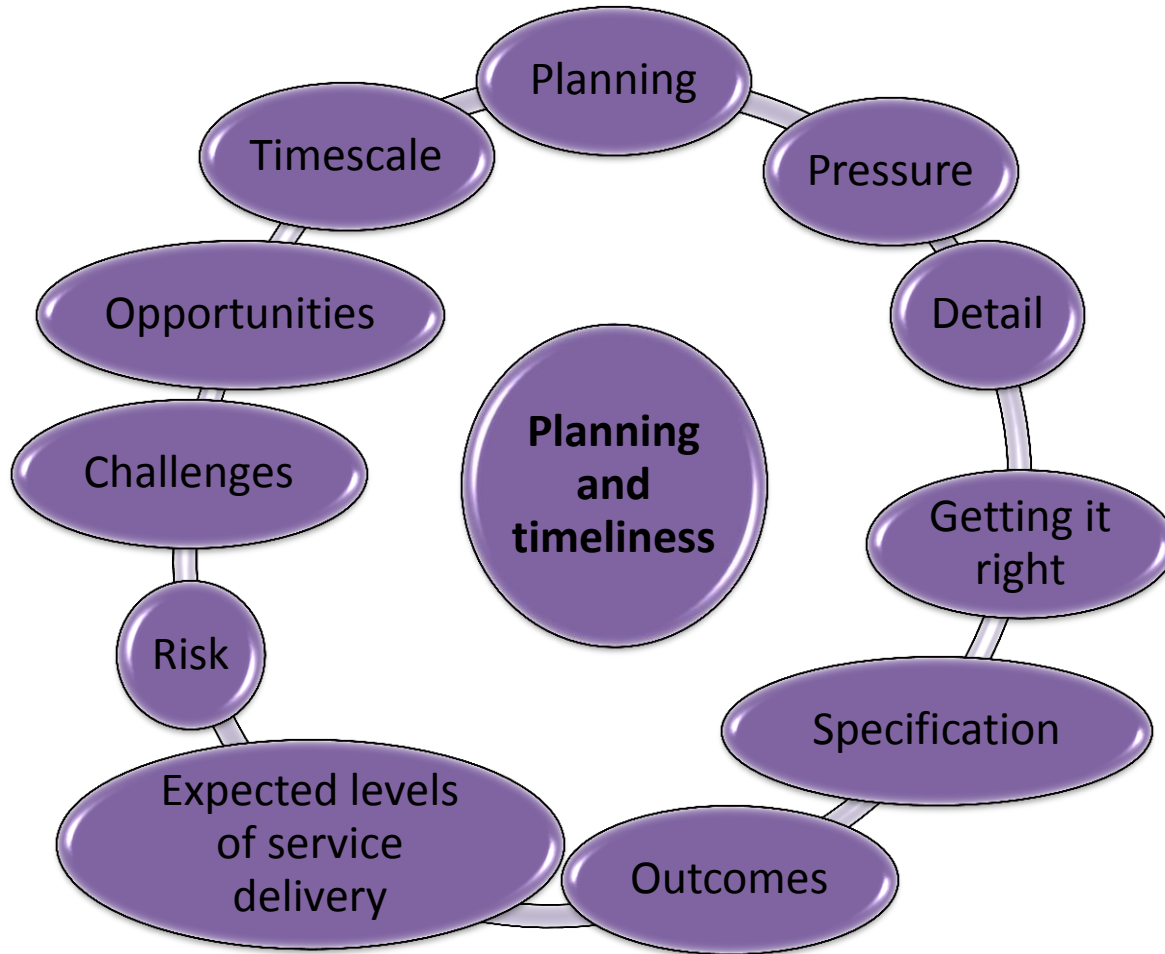 Planning
Pressure
Detail
Getting it
right
Specification
Outcomes
Expected levels
of service
delivery
Risk
Challenges
Opportunities
Timescale
Planning
and
timeliness